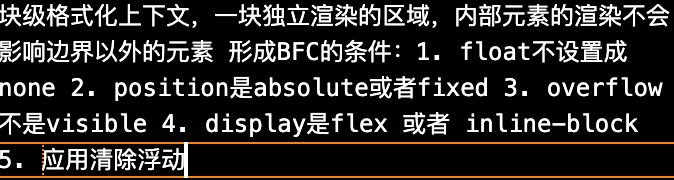 块级格式化上下文，一块独立渲染的区域，内部元素的渲染不会
影响边界以外的元素 形成BFC的条件：1. float不设置成
none 2. position是absolute或者fixed 3. overflow
不是visible 4. display是flex 或者 inline-block
5. 应用清除浮动